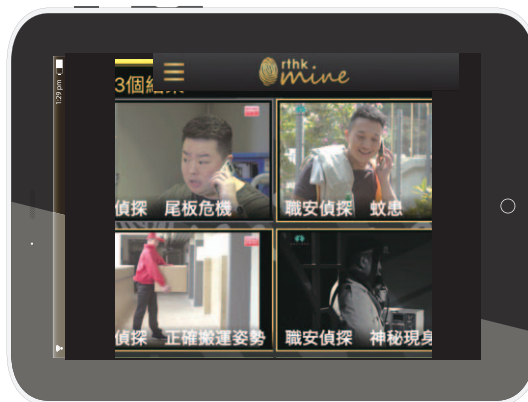 1:29 pm
rthk
mine
3個結果
偵探 尾板危機
職安偵探 蚊患
偵探 正確搬運姿勢
職安偵探 神秘現身